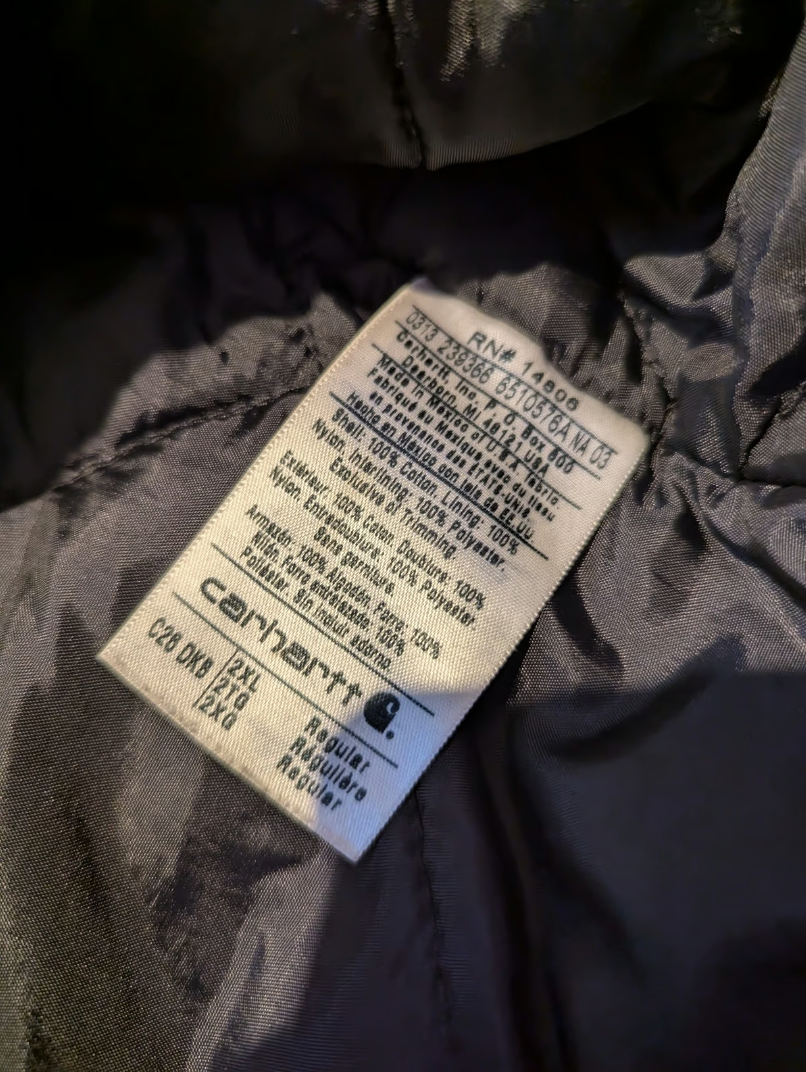 RN# 14806
0313 239366 6510576A NA 03
Carhartt, Inc., P. O. Box 600
Dearborn, MI, 48121, USA
Made in Mexico of U S A fabric.
Fabriqué au Mexique avec du tissu
en provenance des ÉTATS-UNIS.
Hecho en Mexico con tela de EE.UU.
Shell: 100% Cotton. Lining: 100%
Nylon. Interlining: 100% Polyester.
Exclusive of Trimming.
Extérieur: 100% Coton. Doublure: 100%
Nylon. Entredoublure: 100% Polyester.
Sans garniture.
Armazón: 100% Algodon. Forro: 100%
Nilón. Forro entrelazado: 100%
Poliéster. Sin incluir adorno.
carhartt
C26 DKB
2XL Regular
2TG Régulière
2XG Regular